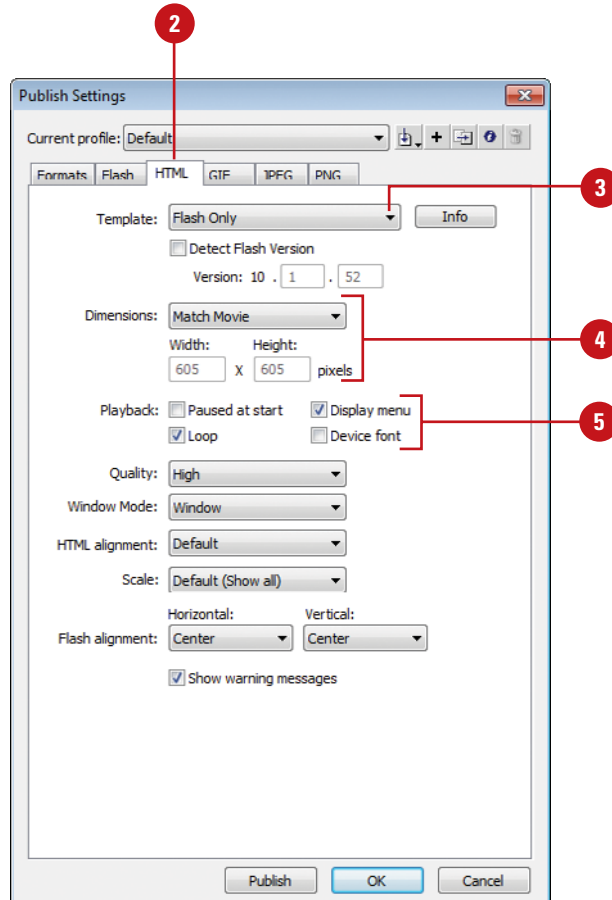 2
Publish Settings
Current profile: Default
Formats Flash HTML GIF JPEG PNG
3
Template: Flash Only Info
Detect Flash Version
Version: 10 . 1 . 52
Dimensions: Match Movie
Width: Height:
4
605 X 605 pixels
Playback: Paused at start Display menu
5
Loop Device font
Quality: High
Window Mode: Window
HTML alignment: Default
Scale: Default (Show all)
Horizontal: Vertical:
Flash alignment: Center Center
Show warning messages
Publish OK Cancel